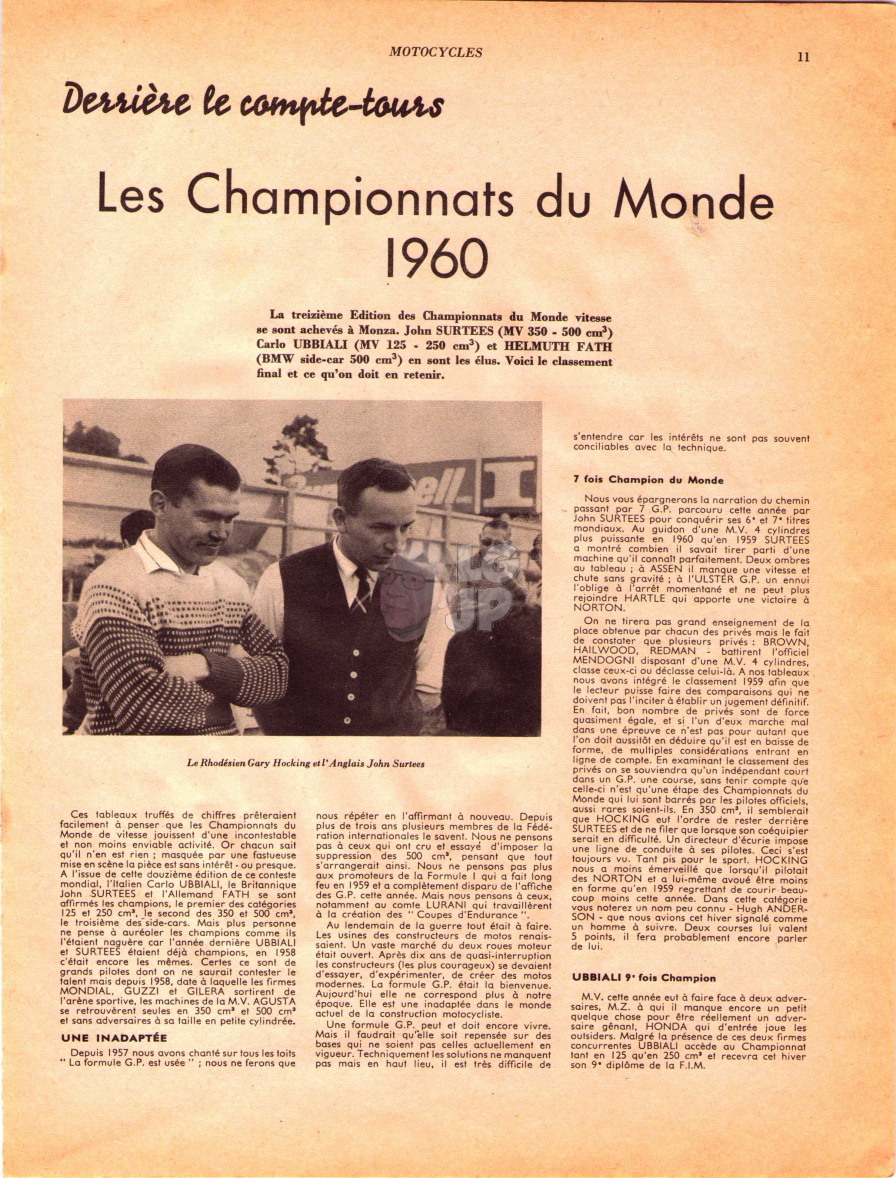 MOTOCYCLES
11
Derrière le compte-tours
Les Championnats du Monde
1960
La treizième Edition des Championnats du Monde vitesse
se sont achevés à Monza. John SURTEES (MV 350 - 500 cm³)
Carlo UBBIALI (MV 125 - 250 cm³) et HELMUTH FATH
(BMW side-car 500 cm³) en sont les élus. Voici le classement
final et ce qu'on doit en retenir.
Le Rhodésien Gary Hocking et l'Anglais John Surtees
Ces tableaux truffés de chiffres prêteraient
facilement à penser que les Championnats du
Monde de vitesse jouissent d'une incontestable
et non moins enviable activité. Or chacun sait
qu'il n'en est rien ; masquée par une fastueuse
mise en scène la pièce est sans intérêt - ou presque.
A l'issue de cette douzième édition de ce conteste
mondial, l'Italien Carlo UBBIALI, le Britannique
John SURTEES et l'Allemand FATH se sont
affirmés les champions, le premier des catégories
125 et 250 cm³, le second des 350 et 500 cm³,
le troisième des side-cars. Mais plus personne
ne pense à auréoler les champions comme ils
l'étaient naguère car l'année dernière UBBIALI
et SURTEES étaient déjà champions, en 1958
c'était encore les mêmes. Certes ce sont de
grands pilotes dont on ne saurait contester le
talent mais depuis 1958, date à laquelle les firmes
MONDIAL, GUZZI et GILERA sortirent de
l'arène sportive, les machines de la M.V. AGUSTA
se retrouvèrent seules en 350 cm³ et 500 cm³
et sans adversaires à sa taille en petite cylindrée.
UNE INADAPTÉE
Depuis 1957 nous avons chanté sur tous les toits
" La formule G.P. est usée " ; nous ne ferons que
nous répéter en l'affirmant à nouveau. Depuis
plus de trois ans plusieurs membres de la Fédé-
ration internationales le savent. Nous ne pensons
pas à ceux qui ont cru et essayé d'imposer la
suppression des 500 cm³, pensant que tout
s'arrangerait ainsi. Nous ne pensons pas plus
aux promoteurs de la Formule I qui a fait long
feu en 1959 et a complètement disparu de l'affiche
des G.P. cette année. Mais nous pensons à ceux,
notamment au comte LURANI qui travaillèrent
à la création des " Coupes d'Endurance ".
Au lendemain de la guerre tout était à faire.
Les usines des constructeurs de motos renais-
saient. Un vaste marché du deux roues moteur
était ouvert. Après dix ans de quasi-interruption
les constructeurs (les plus courageux) se devaient
d'essayer, d'expérimenter, de créer des motos
modernes. La formule G.P. était la bienvenue.
Aujourd'hui elle ne correspond plus à notre
époque. Elle est une inadaptée dans le monde
actuel de la construction motocycliste.
Une formule G.P. peut et doit encore vivre.
Mais il faudrait qu'elle soit repensée sur des
bases qui ne soient pas celles actuellement en
vigueur. Techniquement les solutions ne manquent
pas mais en haut lieu, il est très difficile de
s'entendre car les intérêts ne sont pas souvent
conciliables avec la technique.
7 fois Champion du Monde
Nous vous épargnerons la narration du chemin
passant par 7 G.P. parcouru cette année par
John SURTEES pour conquérir ses 6e et 7e titres
mondiaux. Au guidon d'une M.V. 4 cylindres
plus puissante en 1960 qu'en 1959 SURTEES
a montré combien il savait tirer parti d'une
machine qu'il connaît parfaitement. Deux ombres
au tableau ; à ASSEN il manque une vitesse et
chute sans gravité ; à l'ULSTER G.P. un ennui
l'oblige à l'arrêt momentané et ne peut plus
rejoindre HARTLE qui apporte une victoire à
NORTON.
On ne tirera pas grand enseignement de la
place obtenue par chacun des privés mais le fait
de constater que plusieurs privés : BROWN,
HAILWOOD, REDMAN - battirent l'officiel
MENDOGNI disposant d'une M.V. 4 cylindres,
classe ceux-ci ou déclasse celui-là. A nos tableaux
nous avons intégré le classement 1959 afin que
le lecteur puisse faire des comparaisons qui ne
doivent pas l'inciter à établir un jugement définitif.
En fait, bon nombre de privés sont de force
quasiment égale, et si l'un d'eux marche mal
dans une épreuve ce n'est pas pour autant que
l'on doit aussitôt en déduire qu'il est en baisse de
forme, de multiples considérations entrant en
ligne de compte. En examinant le classement des
privés on se souviendra qu'un indépendant court
dans un G.P. une course, sans tenir compte que
celle-ci n'est qu'une étape des Championnats du
Monde qui lui sont barrés par les pilotes officiels,
aussi rares soient-ils. En 350 cm³, il semblerait
que HOCKING eut l'ordre de rester derrière
SURTEES et de ne filer que lorsque son coéquipier
serait en difficulté. Un directeur d'écurie impose
une ligne de conduite à ses pilotes. Ceci s'est
toujours vu. Tant pis pour le sport. HOCKING
nous a moins émerveillé que lorsqu'il pilotait
des NORTON et a lui-même avoué être moins
en forme qu'en 1959 regrettant de courir beau-
coup moins cette année. Dans cette catégorie
vous noterez un nom peu connu - Hugh ANDER-
SON - que nous avions cet hiver signalé comme
un homme à suivre. Deux courses lui valent
5 points, il fera probablement encore parler
de lui.
UBBIALI 9e fois Champion
M.V. cette année eut à faire face à deux adver-
saires, M.Z. à qui il manque encore un petit
quelque chose pour être réellement un adver-
saire gênant, HONDA qui d'entrée joue les
outsiders. Malgré la présence de ces deux firmes
concurrentes UBBIALI accède au Championnat
tant en 125 qu'en 250 cm³ et recevra cet hiver
son 9e diplôme de la F.I.M.